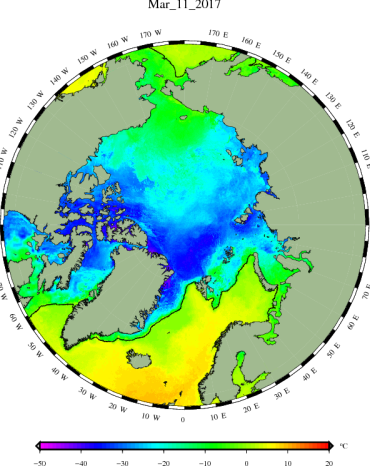 Mar_11_2017
170 W
170 E
160 W
160 E
150 W
150 E
140 W
140 E
130 W
130 E
120 W
120 E
110 E
60 W
70 E
50 W
60 E
40 W
50 E
30 W
40 E
20 W
30 E
10 W
0
10 E
20 E
−50 −40 −30 −20 −10 0 10 20
°C